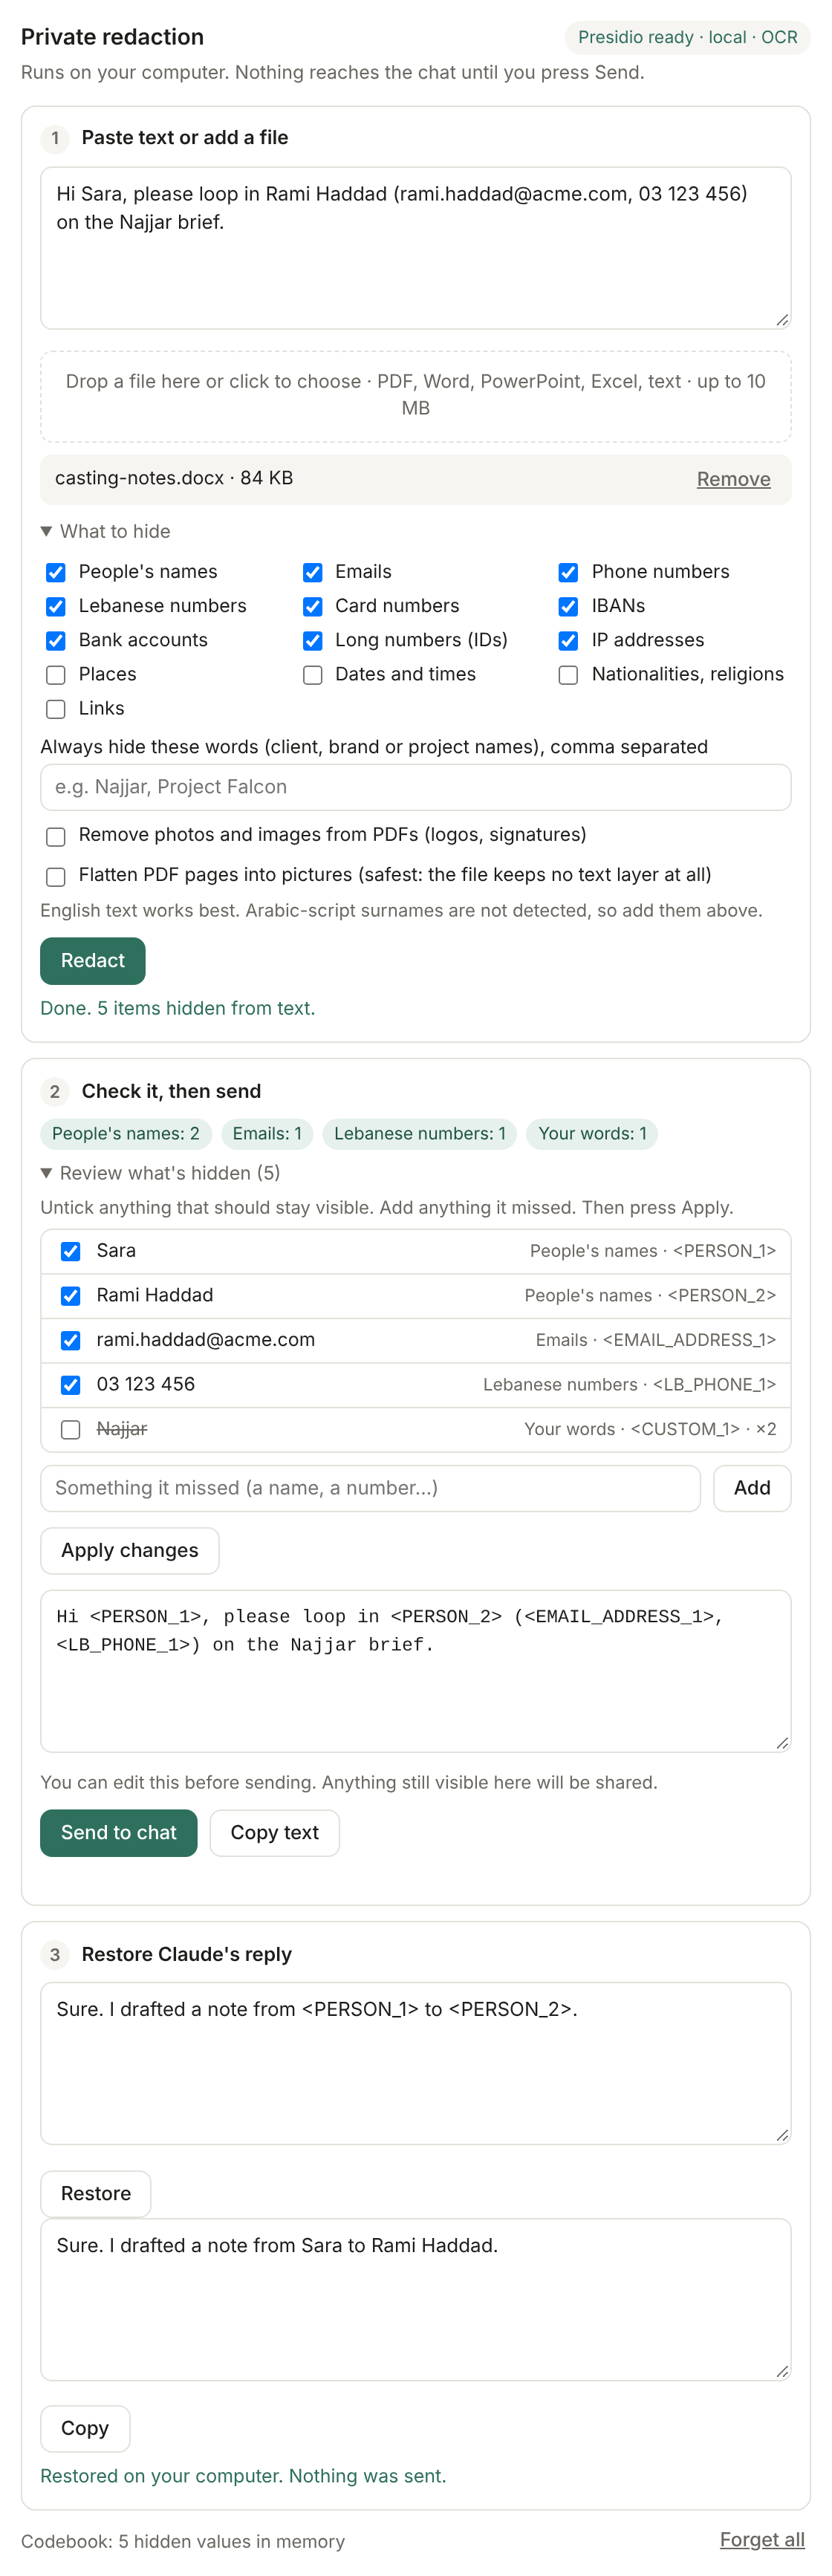 Private redaction
Presidio ready · local · OCR
Runs on your computer. Nothing reaches the chat until you press Send.
1 Paste text or add a file
Hi Sara, please loop in Rami Haddad (rami.haddad@acme.com, 03 123 456)
on the Najjar brief.
Drop a file here or click to choose · PDF, Word, PowerPoint, Excel, text · up to 10
MB
casting-notes.docx · 84 KB
Remove
▼ What to hide
People's names
Emails
Phone numbers
Lebanese numbers
Card numbers
IBANs
Bank accounts
Long numbers (IDs)
IP addresses
Places
Dates and times
Nationalities, religions
Links
Always hide these words (client, brand or project names), comma separated
e.g. Najjar, Project Falcon
Remove photos and images from PDFs (logos, signatures)
Flatten PDF pages into pictures (safest: the file keeps no text layer at all)
English text works best. Arabic-script surnames are not detected, so add them above.
Redact
Done. 5 items hidden from text.
2 Check it, then send
People's names: 2
Emails: 1
Lebanese numbers: 1
Your words: 1
▼ Review what's hidden (5)
Untick anything that should stay visible. Add anything it missed. Then press Apply.
Sara
People's names · <PERSON_1>
Rami Haddad
People's names · <PERSON_2>
rami.haddad@acme.com
Emails · <EMAIL_ADDRESS_1>
03 123 456
Lebanese numbers · <LB_PHONE_1>
Najjar
Your words · <CUSTOM_1> · ×2
Something it missed (a name, a number...)
Add
Apply changes
Hi <PERSON_1>, please loop in <PERSON_2> (<EMAIL_ADDRESS_1>,
<LB_PHONE_1>) on the Najjar brief.
You can edit this before sending. Anything still visible here will be shared.
Send to chat
Copy text
3 Restore Claude's reply
Sure. I drafted a note from <PERSON_1> to <PERSON_2>.
Restore
Sure. I drafted a note from Sara to Rami Haddad.
Copy
Restored on your computer. Nothing was sent.
Codebook: 5 hidden values in memory
Forget all